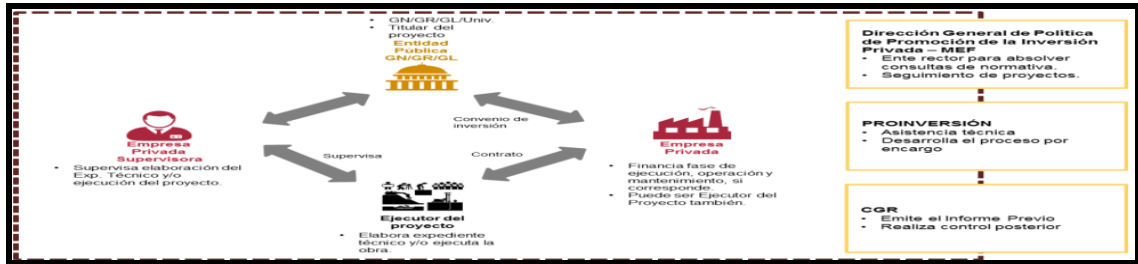 • GN/GR/GL/Univ.
• Titular del
proyecto
Entidad
Pública
GN/GR/GL
Empresa
Privada
Supervisora
• Supervisa elaboración del
Exp. Técnico y/o
ejecución del proyecto.
Convenio de
inversión
Supervisa
Contrato
Empresa
Privada
• Financia fase de
ejecución, operación y
mantenimiento, si
corresponde.
• Puede ser Ejecutor del
Proyecto también.
Ejecutor del
proyecto
• Elabora expediente
técnico y/o ejecuta la
obra.
Dirección General de Política
de Promoción de la Inversión
Privada – MEF
• Ente rector para absolver
consultas de normativa.
• Seguimiento de proyectos.
PROINVERSIÓN
• Asistencia técnica
• Desarrolla el proceso por
encargo
CGR
• Emite el Informe Previo
• Realiza control posterior